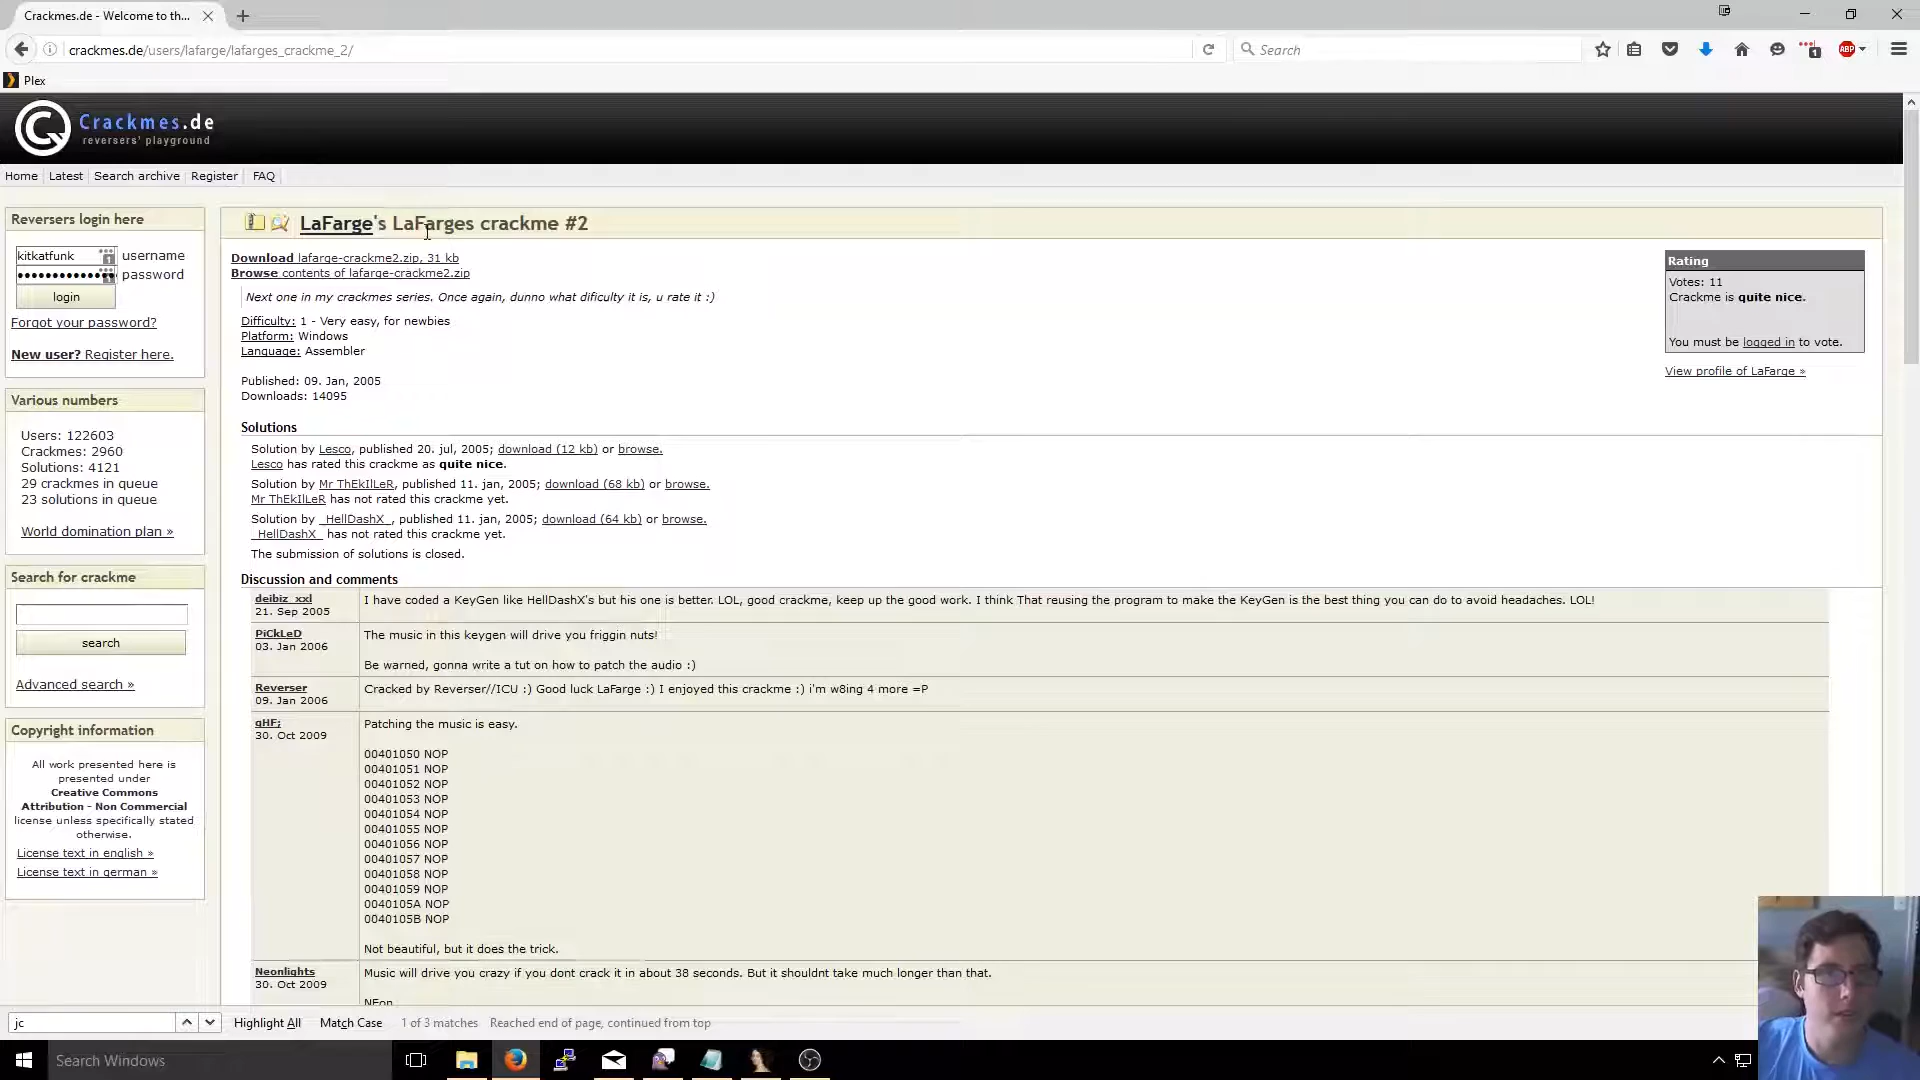 Crackmes.de - Welcome to th...
crackmes.de/users/lafarge/lafarges_crackme_2/
Search
ABP
Plex
Crackmes.de
reversers' playground
Home
Latest
Search archive
Register
FAQ
Reversers login here
kitkatfunk username
password
login
Forgot your password?
New user? Register here.
Various numbers
Users: 122603
Crackmes: 2960
Solutions: 4121
29 crackmes in queue
23 solutions in queue
World domination plan »
Search for crackme
search
Advanced search »
Copyright information
All work presented here is
presented under
Creative Commons
Attribution - Non Commercial
license unless specifically stated
otherwise.
License text in english »
License text in german »
LaFarge's LaFarges crackme #2
Download lafarge-crackme2.zip, 31 kb
Browse contents of lafarge-crackme2.zip
Next one in my crackmes series. Once again, dunno what dificulty it is, u rate it :)
Difficulty: 1 - Very easy, for newbies
Platform: Windows
Language: Assembler
Published: 09. Jan, 2005
Downloads: 14095
Rating
Votes: 11
Crackme is quite nice.
You must be logged in to vote.
View profile of LaFarge »
Solutions
Solution by Lesco, published 20. jul, 2005; download (12 kb) or browse.
Lesco has rated this crackme as quite nice.
Solution by Mr ThEkIlLeR, published 11. jan, 2005; download (68 kb) or browse.
Mr ThEkIlLeR has not rated this crackme yet.
Solution by _HellDashX_, published 11. jan, 2005; download (64 kb) or browse.
_HellDashX_ has not rated this crackme yet.
The submission of solutions is closed.
Discussion and comments
deibiz_xxl
21. Sep 2005
I have coded a KeyGen like HellDashX's but his one is better. LOL, good crackme, keep up the good work. I think That reusing the program to make the KeyGen is the best thing you can do to avoid headaches. LOL!
PiCkLeD
03. Jan 2006
The music in this keygen will drive you friggin nuts!
Be warned, gonna write a tut on how to patch the audio :)
Reverser
09. Jan 2006
Cracked by Reverser//ICU :) Good luck LaFarge :) I enjoyed this crackme :) i'm w8ing 4 more =P
qHF;
30. Oct 2009
Patching the music is easy.
00401050 NOP
00401051 NOP
00401052 NOP
00401053 NOP
00401054 NOP
00401055 NOP
00401056 NOP
00401057 NOP
00401058 NOP
00401059 NOP
0040105A NOP
0040105B NOP
Not beautiful, but it does the trick.
Neonlights
30. Oct 2009
Music will drive you crazy if you dont crack it in about 38 seconds. But it shouldnt take much longer than that.
NEon
jc
Highlight All
Match Case
1 of 3 matches
Reached end of page, continued from top
Search Windows